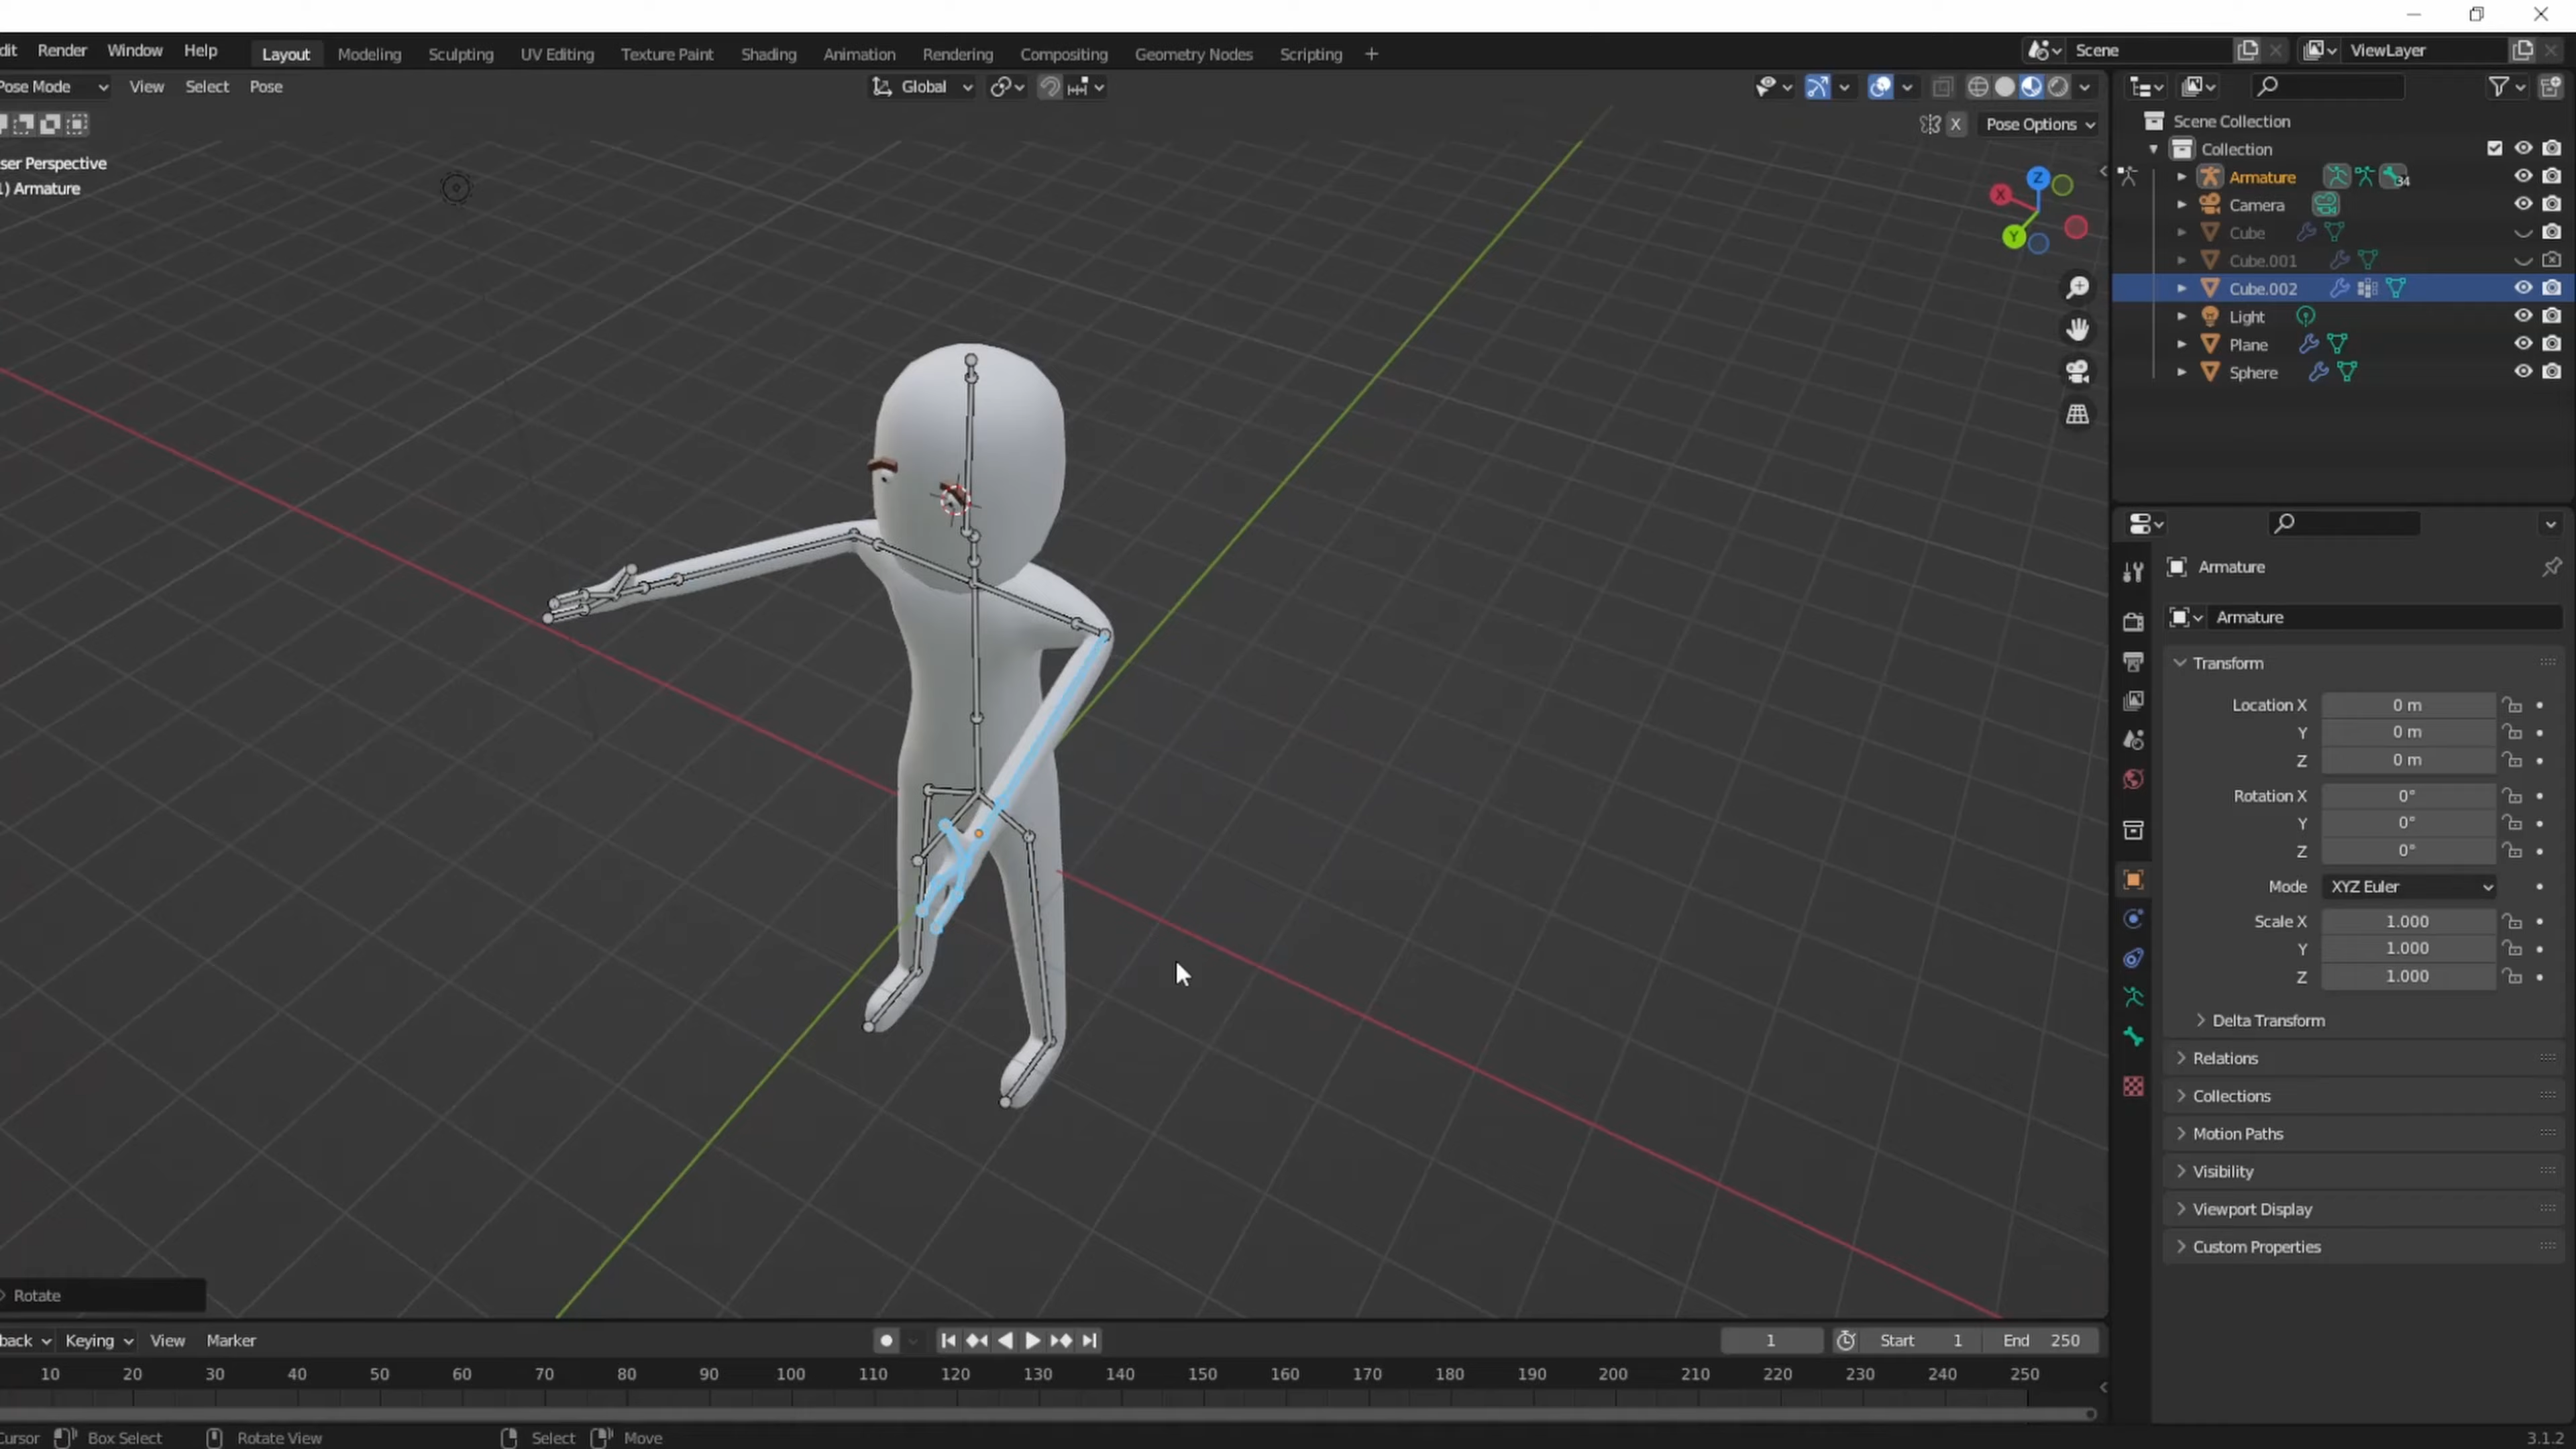 dit Render Window Help Layout Modeling Sculpting UV Editing Texture Paint Shading Animation Rendering Compositing Geometry Nodes Scripting + Scene ViewLayer
Pose Mode View Select Pose Global
X Pose Options
ser Perspective
) Armature
Z
X
Y
Scene Collection
Collection
Armature 34
Camera
Cube
Cube.001
Cube.002
Light
Plane
Sphere
Armature
Armature
Transform
Location X 0 m
Y 0 m
Z 0 m
Rotation X 0°
Y 0°
Z 0°
Mode XYZ Euler
Scale X 1.000
Y 1.000
Z 1.000
Delta Transform
Relations
Collections
Motion Paths
Visibility
Viewport Display
Custom Properties
Rotate
back Keying View Marker 1 Start 1 End 250
10 20 30 40 50 60 70 80 90 100 110 120 130 140 150 160 170 180 190 200 210 220 230 240 250
Cursor Box Select Rotate View Select Move 3.1.2